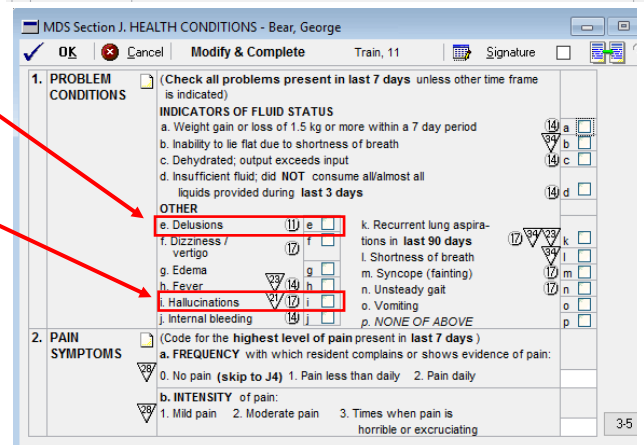 MDS Section J. HEALTH CONDITIONS - Bear, George
OK Cancel Modify & Complete Train, 11 Signature
1. PROBLEM CONDITIONS
(Check all problems present in last 7 days unless other time frame
is indicated)
INDICATORS OF FLUID STATUS
a. Weight gain or loss of 1.5 kg or more within a 7 day period 14 a
b. Inability to lie flat due to shortness of breath 34 b
c. Dehydrated; output exceeds input 14 c
d. Insufficient fluid; did NOT consume all/almost all
liquids provided during last 3 days 14 d
OTHER
e. Delusions 11 e
f. Dizziness / vertigo 17 f
g. Edema g
h. Fever 23 14 h
i. Hallucinations 21 17 i
j. Internal bleeding 14 j
k. Recurrent lung aspira-
tions in last 90 days 17 34 23 k
l. Shortness of breath 34 l
m. Syncope (fainting) 17 m
n. Unsteady gait 17 n
o. Vomiting o
p. NONE OF ABOVE p
2. PAIN SYMPTOMS
(Code for the highest level of pain present in last 7 days )
a. FREQUENCY with which resident complains or shows evidence of pain:
28 0. No pain (skip to J4) 1. Pain less than daily 2. Pain daily
b. INTENSITY of pain:
28 1. Mild pain 2. Moderate pain 3. Times when pain is
horrible or excruciating
3-5